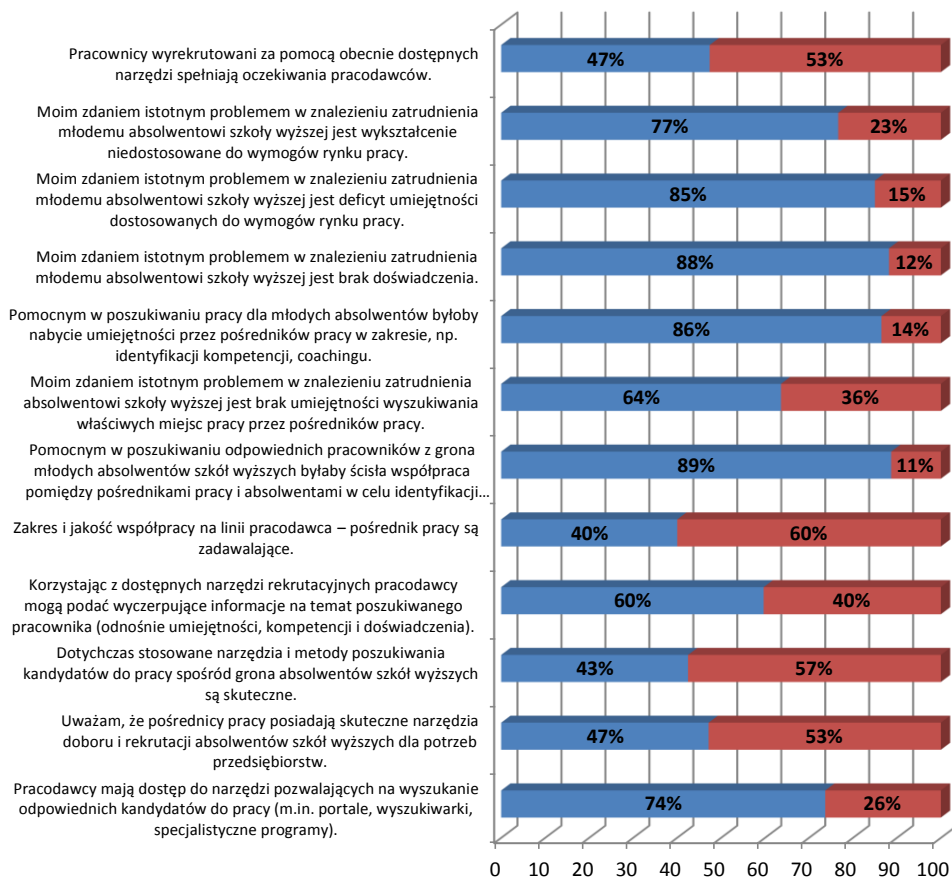 Pracownicy wyrekrutowani za pomocą obecnie dostępnych
narzędzi spełniają oczekiwania pracodawców.
47%
53%
Moim zdaniem istotnym problemem w znalezieniu zatrudnienia
młodemu absolwentowi szkoły wyższej jest wykształcenie
niedostosowane do wymogów rynku pracy.
77%
23%
Moim zdaniem istotnym problemem w znalezieniu zatrudnienia
młodemu absolwentowi szkoły wyższej jest deficyt umiejętności
dostosowanych do wymogów rynku pracy.
85%
15%
Moim zdaniem istotnym problemem w znalezieniu zatrudnienia
młodemu absolwentowi szkoły wyższej jest brak doświadczenia.
88%
12%
Pomocnym w poszukiwaniu pracy dla młodych absolwentów byłoby
nabycie umiejętności przez pośredników pracy w zakresie, np.
identyfikacji kompetencji, coachingu.
86%
14%
Moim zdaniem istotnym problemem w znalezieniu zatrudnienia
absolwentowi szkoły wyższej jest brak umiejętności wyszukiwania
właściwych miejsc pracy przez pośredników pracy.
64%
36%
Pomocnym w poszukiwaniu odpowiednich pracowników z grona
młodych absolwentów szkół wyższych byłaby ścisła współpraca
pomiędzy pośrednikami pracy i absolwentami w celu identyfikacji…
89%
11%
Zakres i jakość współpracy na linii pracodawca – pośrednik pracy są
zadawalające.
40%
60%
Korzystając z dostępnych narzędzi rekrutacyjnych pracodawcy
mogą podać wyczerpujące informacje na temat poszukiwanego
pracownika (odnośnie umiejętności, kompetencji i doświadczenia).
60%
40%
Dotychczas stosowane narzędzia i metody poszukiwania
kandydatów do pracy spośród grona absolwentów szkół wyższych
są skuteczne.
43%
57%
Uważam, że pośrednicy pracy posiadają skuteczne narzędzia
doboru i rekrutacji absolwentów szkół wyższych dla potrzeb
przedsiębiorstw.
47%
53%
Pracodawcy mają dostęp do narzędzi pozwalających na wyszukanie
odpowiednich kandydatów do pracy (m.in. portale, wyszukiwarki,
specjalistyczne programy).
74%
26%
0 10 20 30 40 50 60 70 80 90 100